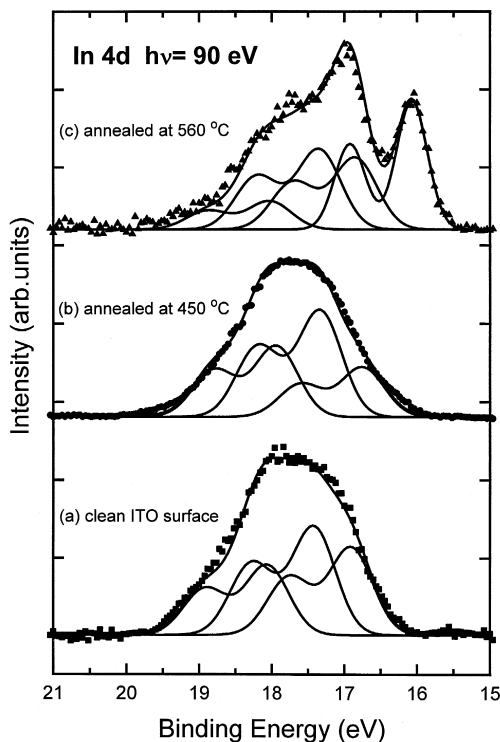 In 4d hν= 90 eV
(c) annealed at 560 °C
(b) annealed at 450 °C
(a) clean ITO surface
Intensity (arb.units)
21 20 19 18 17 16 15
Binding Energy (eV)